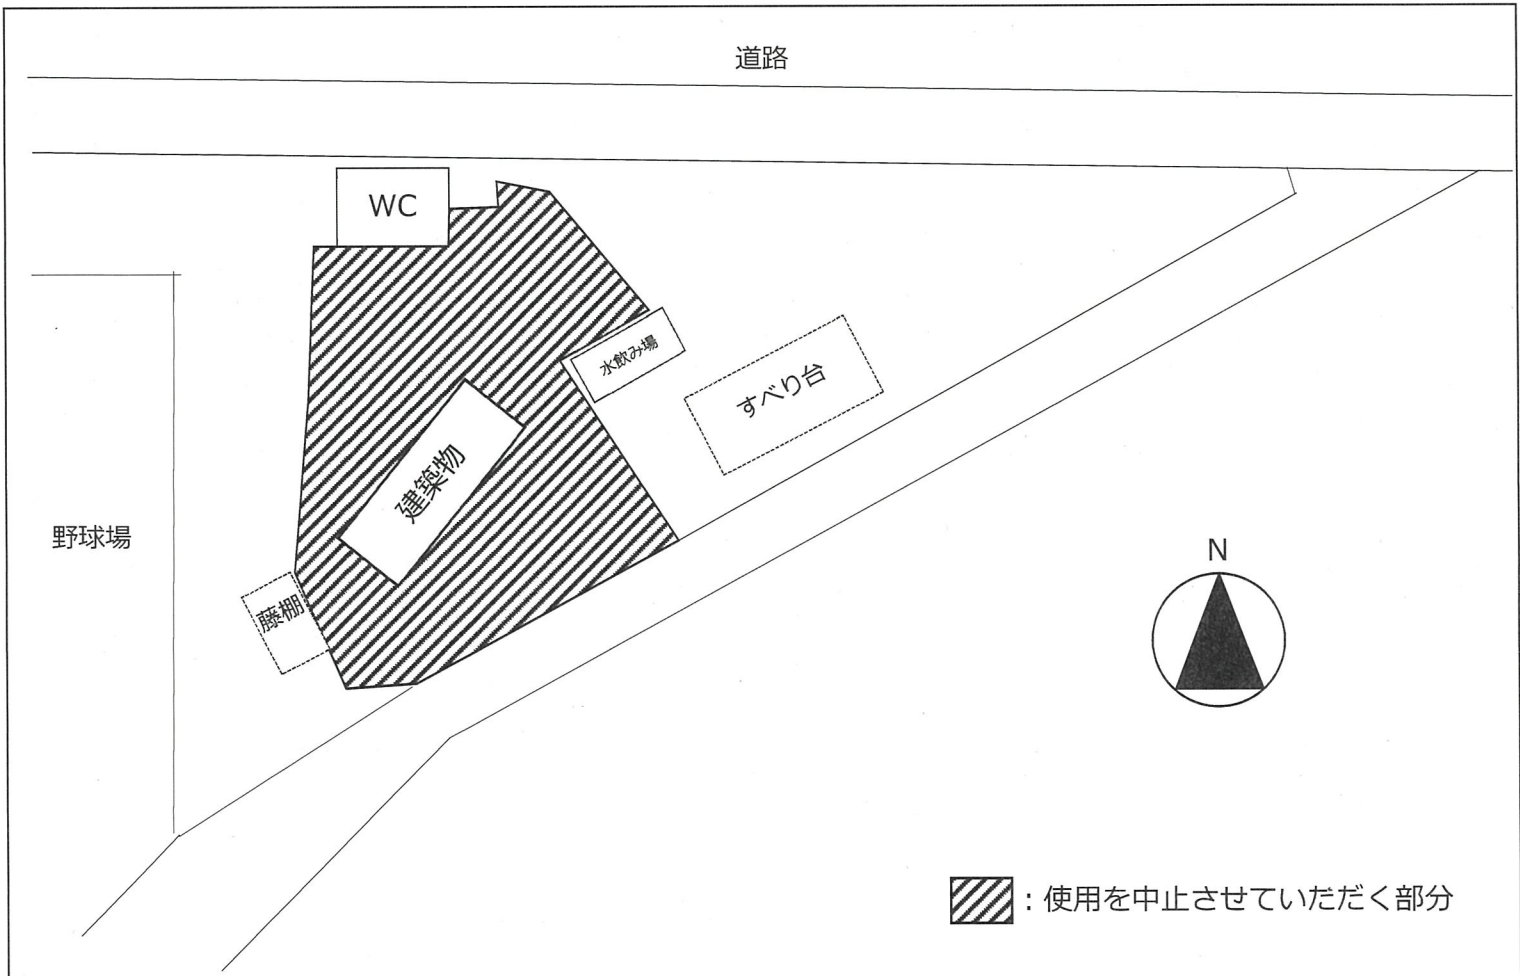 道路
WC
水飲み場
すべり台
建築物
野球場
藤棚
N
：使用を中止させていただく部分